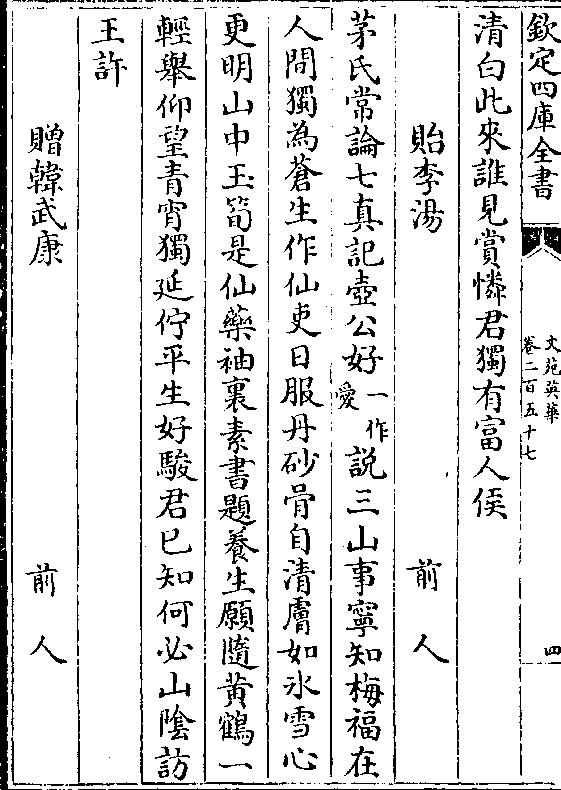 欽定四庫全書
文苑英華
卷二百五十七
四
清白此來誰見賞憐君獨有富人侯
貽李湯 前人
茅氏常論七真記壺公好一作愛說三山事寧知梅福在
人間獨為蒼生作仙吏日服丹砂骨自清膚如冰雪心
更明山中玉筍是仙藥袖裏素書題養生願隨黃鶴一
輕舉仰望青宵獨延佇平生好駿君已知何必山陰訪
王許
贈韓武康 前人